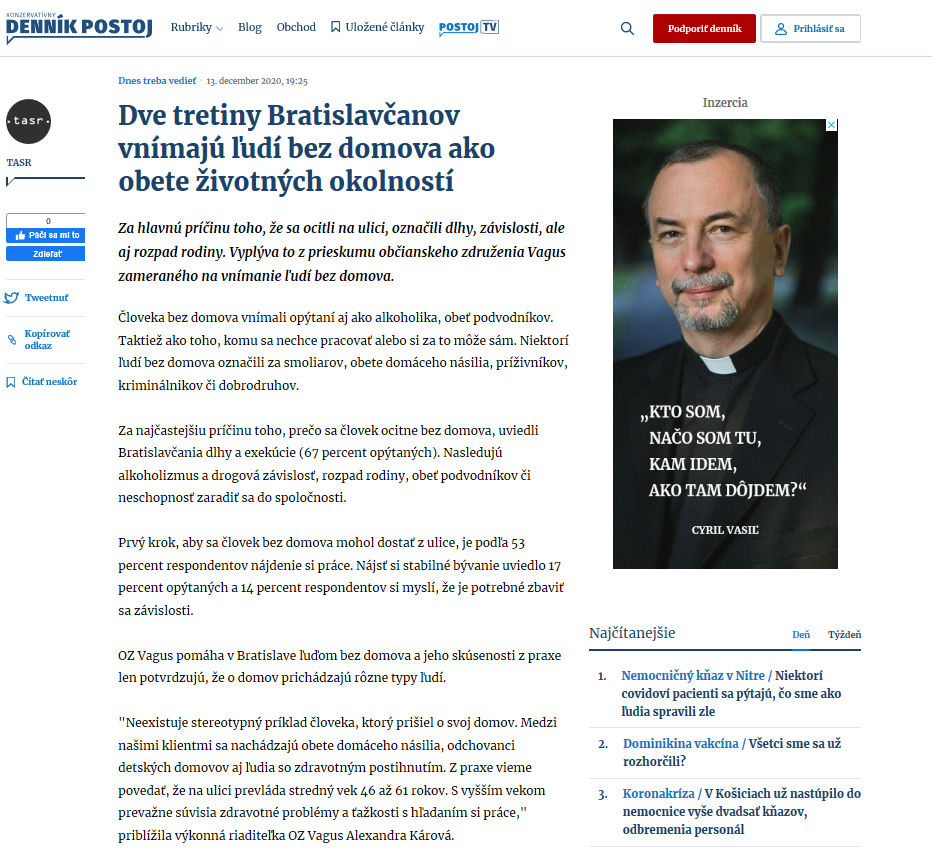 KONZERVATÍVNY
DENNÍK POSTOJ
Rubriky
Blog
Obchod
Uložené články
POSTOJ TV
Podporiť denník
Prihlásiť sa
Dnes treba vedieť · 13. december 2020, 19:25
Dve tretiny Bratislavčanov
vnímajú ľudí bez domova ako
obete životných okolností
.tasr.
TASR
0
Páči sa mi to
Zdieľať
Tweetnuť
Kopírovať
odkaz
Čítať neskôr
Za hlavnú príčinu toho, že sa ocitli na ulici, označili dlhy, závislosti, ale
aj rozpad rodiny. Vyplýva to z prieskumu občianskeho združenia Vagus
zameraného na vnímanie ľudí bez domova.
Človeka bez domova vnímali opýtaní aj ako alkoholika, obeť podvodníkov.
Taktiež ako toho, komu sa nechce pracovať alebo si za to môže sám. Niektorí
ľudí bez domova označili za smoliarov, obete domáceho násilia, príživníkov,
kriminálnikov či dobrodruhov.
Za najčastejšiu príčinu toho, prečo sa človek ocitne bez domova, uviedli
Bratislavčania dlhy a exekúcie (67 percent opýtaných). Nasledujú
alkoholizmus a drogová závislosť, rozpad rodiny, obeť podvodníkov či
neschopnosť zaradiť sa do spoločnosti.
Prvý krok, aby sa človek bez domova mohol dostať z ulice, je podľa 53
percent respondentov nájdenie si práce. Nájsť si stabilné bývanie uviedlo 17
percent opýtaných a 14 percent respondentov si myslí, že je potrebné zbaviť
sa závislosti.
OZ Vagus pomáha v Bratislave ľuďom bez domova a jeho skúsenosti z praxe
len potvrdzujú, že o domov prichádzajú rôzne typy ľudí.
"Neexistuje stereotypný príklad človeka, ktorý prišiel o svoj domov. Medzi
našimi klientmi sa nachádzajú obete domáceho násilia, odchovanci
detských domovov aj ľudia so zdravotným postihnutím. Z praxe vieme
povedať, že na ulici prevláda stredný vek 46 až 61 rokov. S vyšším vekom
prevažne súvisia zdravotné problémy a ťažkosti s hľadaním si práce,"
priblížila výkonná riaditeľka OZ Vagus Alexandra Kárová.
Inzercia
„KTO SOM,
NAČO SOM TU,
KAM IDEM,
AKO TAM DÔJDEM?“
CYRIL VASIĽ
Najčítanejšie
Deň
Týždeň
1. Nemocničný kňaz v Nitre / Niektorí
covidoví pacienti sa pýtajú, čo sme ako
ľudia spravili zle
2. Dominikina vakcína / Všetci sme sa už
rozhorčili?
3. Koronakríza / V Košiciach už nastúpilo do
nemocnice vyše dvadsať kňazov,
odbremenia personál